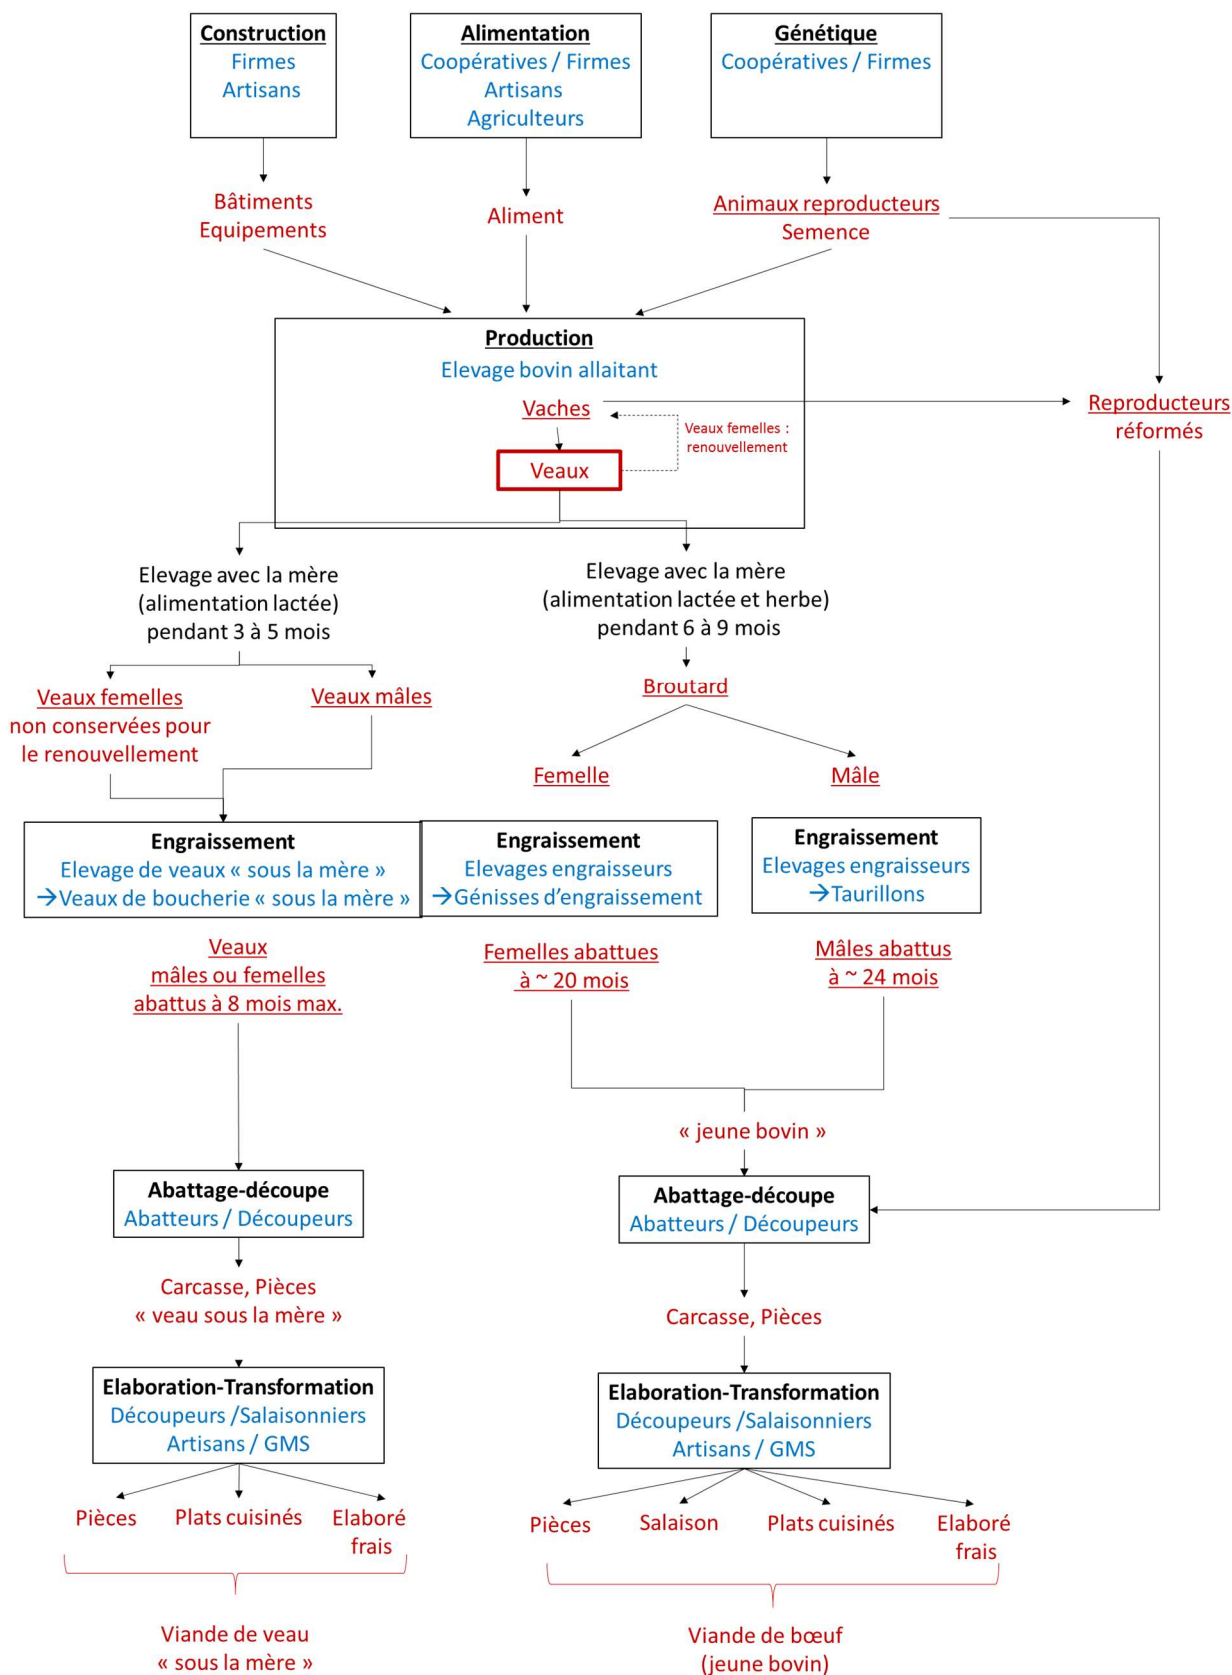 Construction
Firmes
Artisans
Alimentation
Coopératives / Firmes
Artisans
Agriculteurs
Génétique
Coopératives / Firmes
Bâtiments
Equipements
Aliment
Animaux reproducteurs
Semence
Production
Elevage bovin allaitant
Vaches
Veaux femelles :
renouvellement
Veaux
Reproducteurs
réformés
Elevage avec la mère
(alimentation lactée)
pendant 3 à 5 mois
Elevage avec la mère
(alimentation lactée et herbe)
pendant 6 à 9 mois
Veaux femelles
non conservées pour
le renouvellement
Veaux mâles
Broutard
Femelle
Mâle
Engraissement
Elevage de veaux « sous la mère »
→Veaux de boucherie « sous la mère »
Engraissement
Elevages engraisseurs
→Génisses d'engraissement
Engraissement
Elevages engraisseurs
→Taurillons
Veaux
mâles ou femelles
abattus à 8 mois max.
Femelles abattues
à ~ 20 mois
Mâles abattus
à ~ 24 mois
« jeune bovin »
Abattage-découpe
Abatteurs / Découpeurs
Abattage-découpe
Abatteurs / Découpeurs
Carcasse, Pièces
« veau sous la mère »
Carcasse, Pièces
Elaboration-Transformation
Découpeurs /Salaisonniers
Artisans / GMS
Elaboration-Transformation
Découpeurs /Salaisonniers
Artisans / GMS
Pièces
Plats cuisinés
Elaboré
frais
Pièces
Salaison
Plats cuisinés
Elaboré
frais
Viande de veau
« sous la mère »
Viande de bœuf
(jeune bovin)